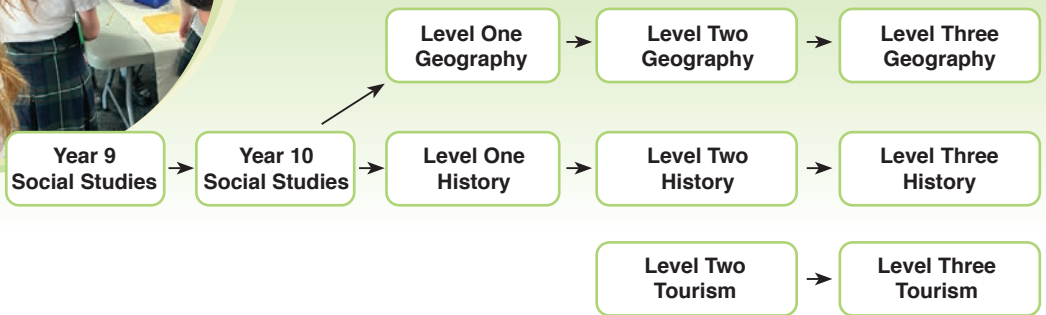 Level One
Geography
Level Two
Geography
Level Three
Geography
Year 9
Social Studies
Year 10
Social Studies
Level One
History
Level Two
History
Level Three
History
Level Two
Tourism
Level Three
Tourism